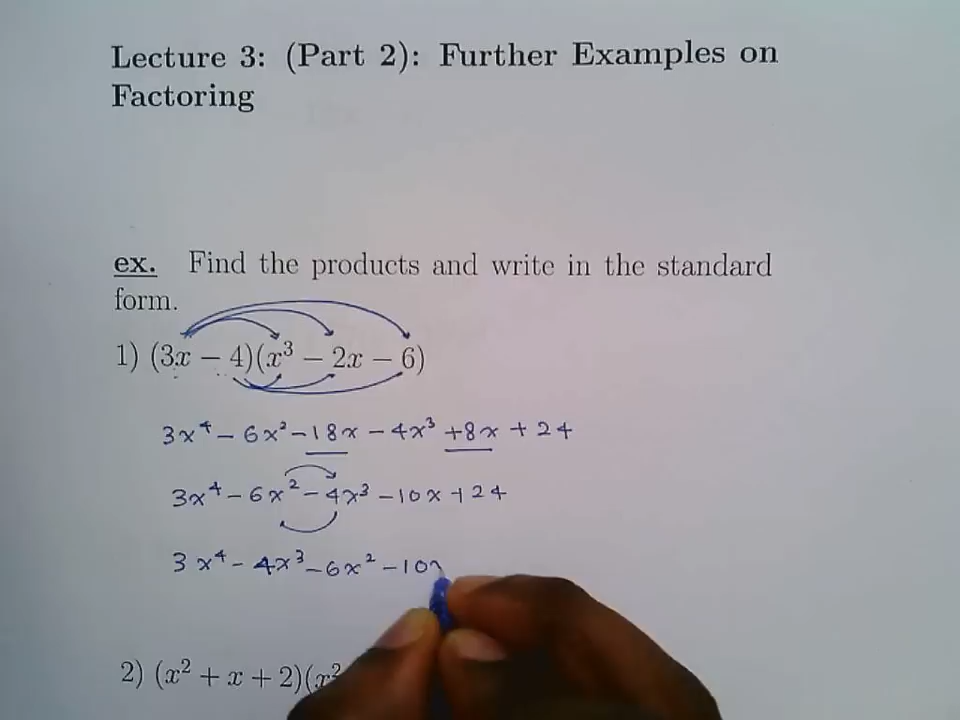 Lecture 3: (Part 2): Further Examples on
Factoring
ex. Find the products and write in the standard
form.
1) (3x − 4)(x³ − 2x − 6)
3x⁴ − 6x² − 18x − 4x³ + 8x + 24
3x⁴ − 6x² − 4x³ − 10x + 24
3x⁴ − 4x³ − 6x² − 10x
2) (x² + x + 2)(x²